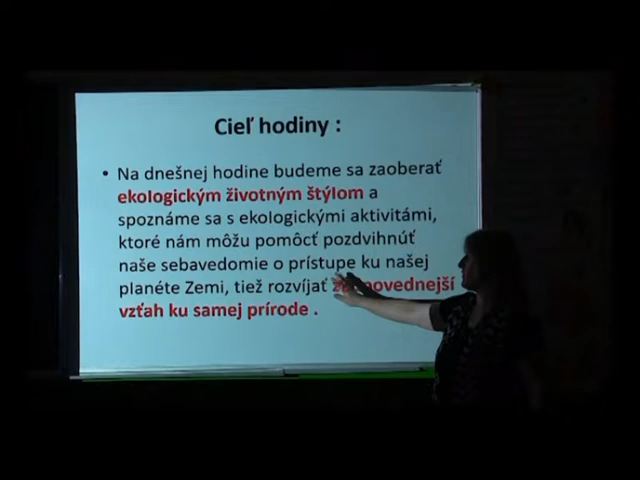 Cieľ hodiny :
• Na dnešnej hodine budeme sa zaoberať
ekologickým životným štýlom a
spoznáme sa s ekologickými aktivitámi,
ktoré nám môžu pomôcť pozdvihnúť
naše sebavedomie o prístupe ku našej
planéte Zemi, tiež rozvíjať
vzťah ku samej prírode .